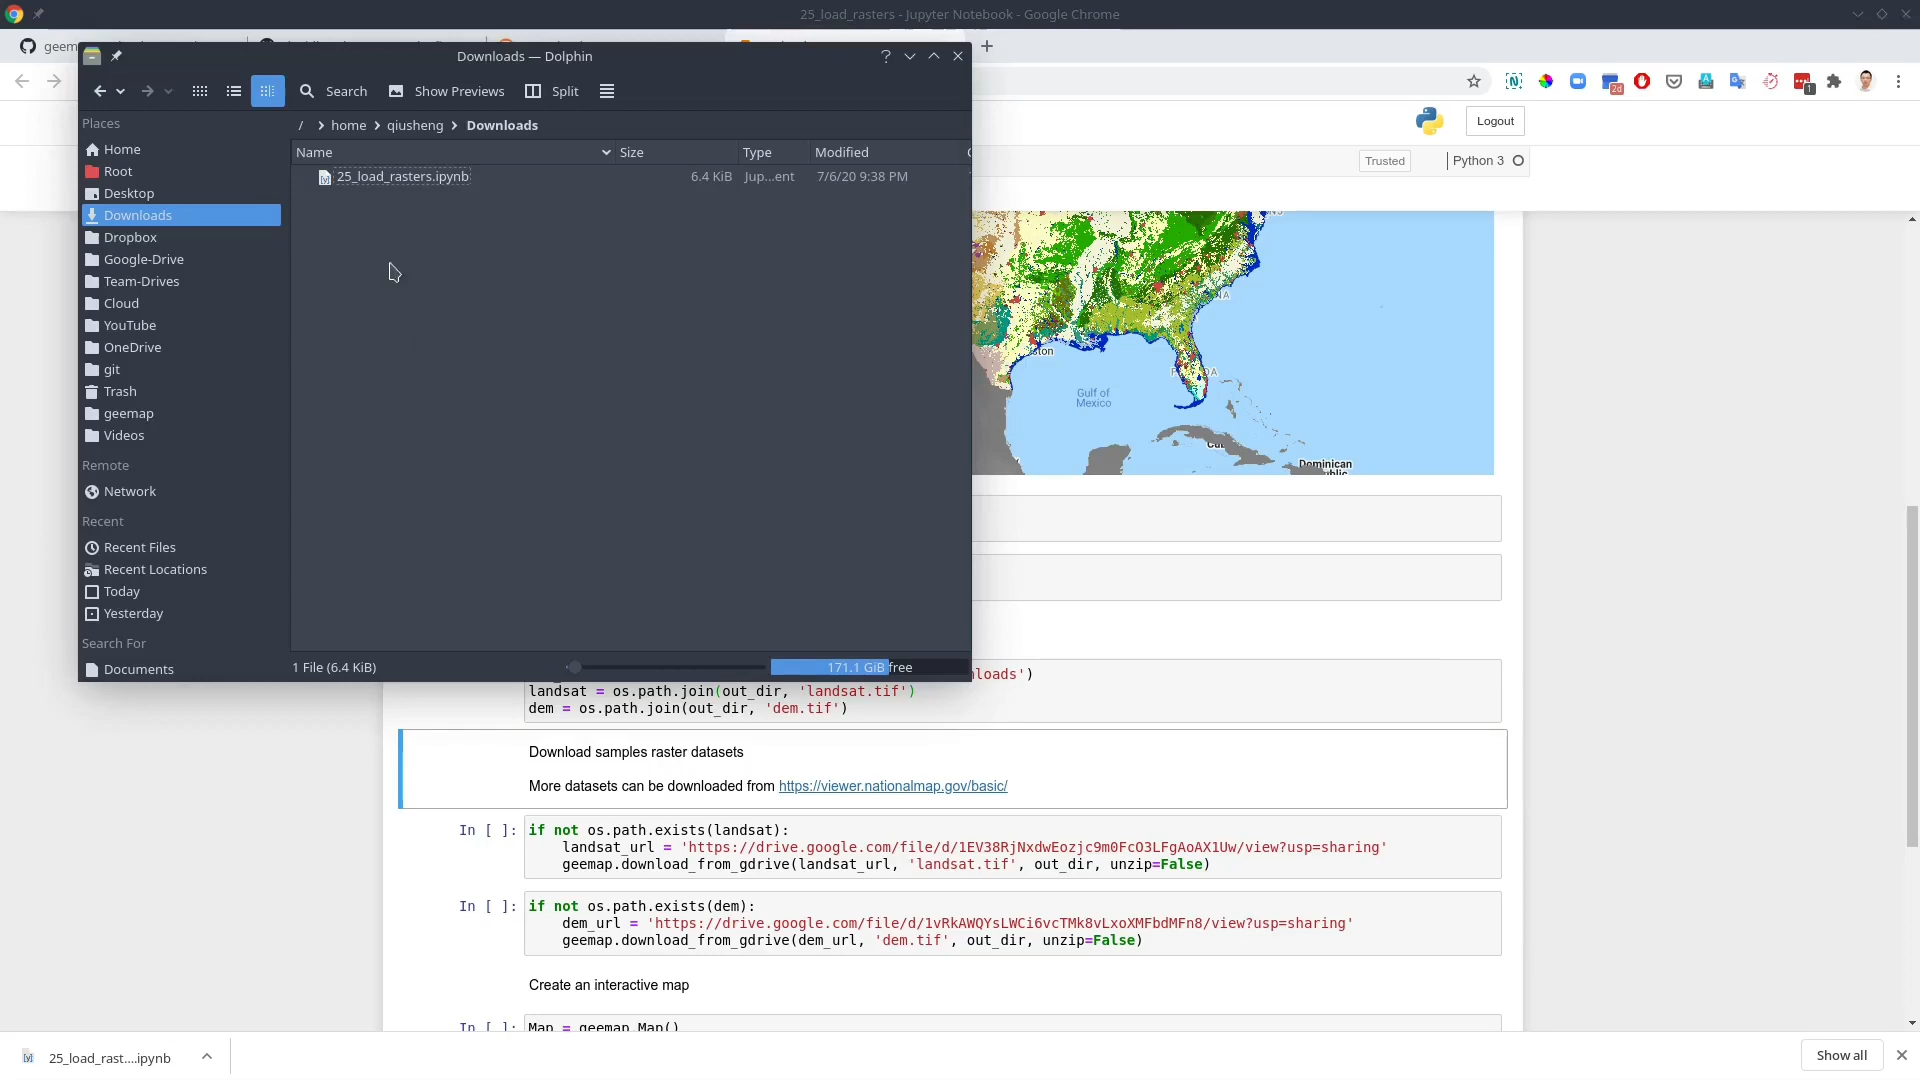 25_load_rasters - Jupyter Notebook - Google Chrome
geem
Downloads — Dolphin
?
Search
Show Previews
Split
2d
1
Logout
Trusted
Python 3
Places
Home
Root
Desktop
Downloads
Dropbox
Google-Drive
Team-Drives
Cloud
YouTube
OneDrive
git
Trash
geemap
Videos
Remote
Network
Recent
Recent Files
Recent Locations
Today
Yesterday
Search For
Documents
/ > home > qiusheng > Downloads
Name Size Type Modified
25_load_rasters.ipynb 6.4 KiB Jup...ent 7/6/20 9:38 PM
1 File (6.4 KiB)
171.1 GiB free
NA
Gulf of
Mexico
Dominican
nloads')
landsat = os.path.join(out_dir, 'landsat.tif')
dem = os.path.join(out_dir, 'dem.tif')
Download samples raster datasets
More datasets can be downloaded from https://viewer.nationalmap.gov/basic/
In [ ]: if not os.path.exists(landsat):
landsat_url = 'https://drive.google.com/file/d/1EV38RjNxdwEozjc9m0FcO3LFgAoAX1Uw/view?usp=sharing'
geemap.download_from_gdrive(landsat_url, 'landsat.tif', out_dir, unzip=False)
In [ ]: if not os.path.exists(dem):
dem_url = 'https://drive.google.com/file/d/1vRkAWQYsLWCi6vcTMk8vLxoXMFbdMFn8/view?usp=sharing'
geemap.download_from_gdrive(dem_url, 'dem.tif', out_dir, unzip=False)
Create an interactive map
In [ ]: Map = geemap.Map()
25_load_rast....ipynb
Show all